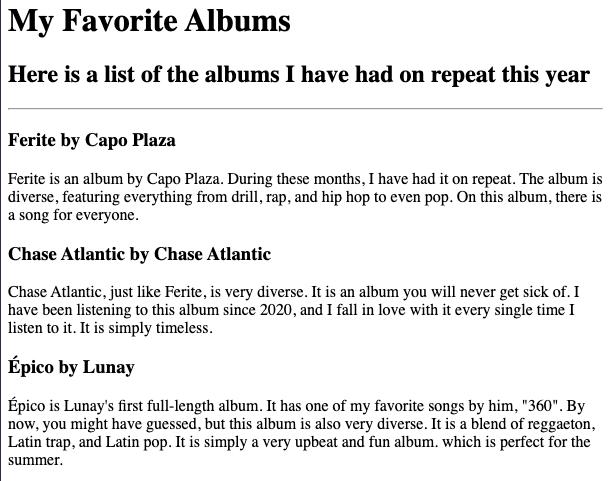 My Favorite Albums
Here is a list of the albums I have had on repeat this year
Ferite by Capo Plaza
Ferite is an album by Capo Plaza. During these months, I have had it on repeat. The album is
diverse, featuring everything from drill, rap, and hip hop to even pop. On this album, there is
a song for everyone.
Chase Atlantic by Chase Atlantic
Chase Atlantic, just like Ferite, is very diverse. It is an album you will never get sick of. I
have been listening to this album since 2020, and I fall in love with it every single time I
listen to it. It is simply timeless.
Épico by Lunay
Épico is Lunay's first full-length album. It has one of my favorite songs by him, "360". By
now, you might have guessed, but this album is also very diverse. It is a blend of reggaeton,
Latin trap, and Latin pop. It is simply a very upbeat and fun album. which is perfect for the
summer.